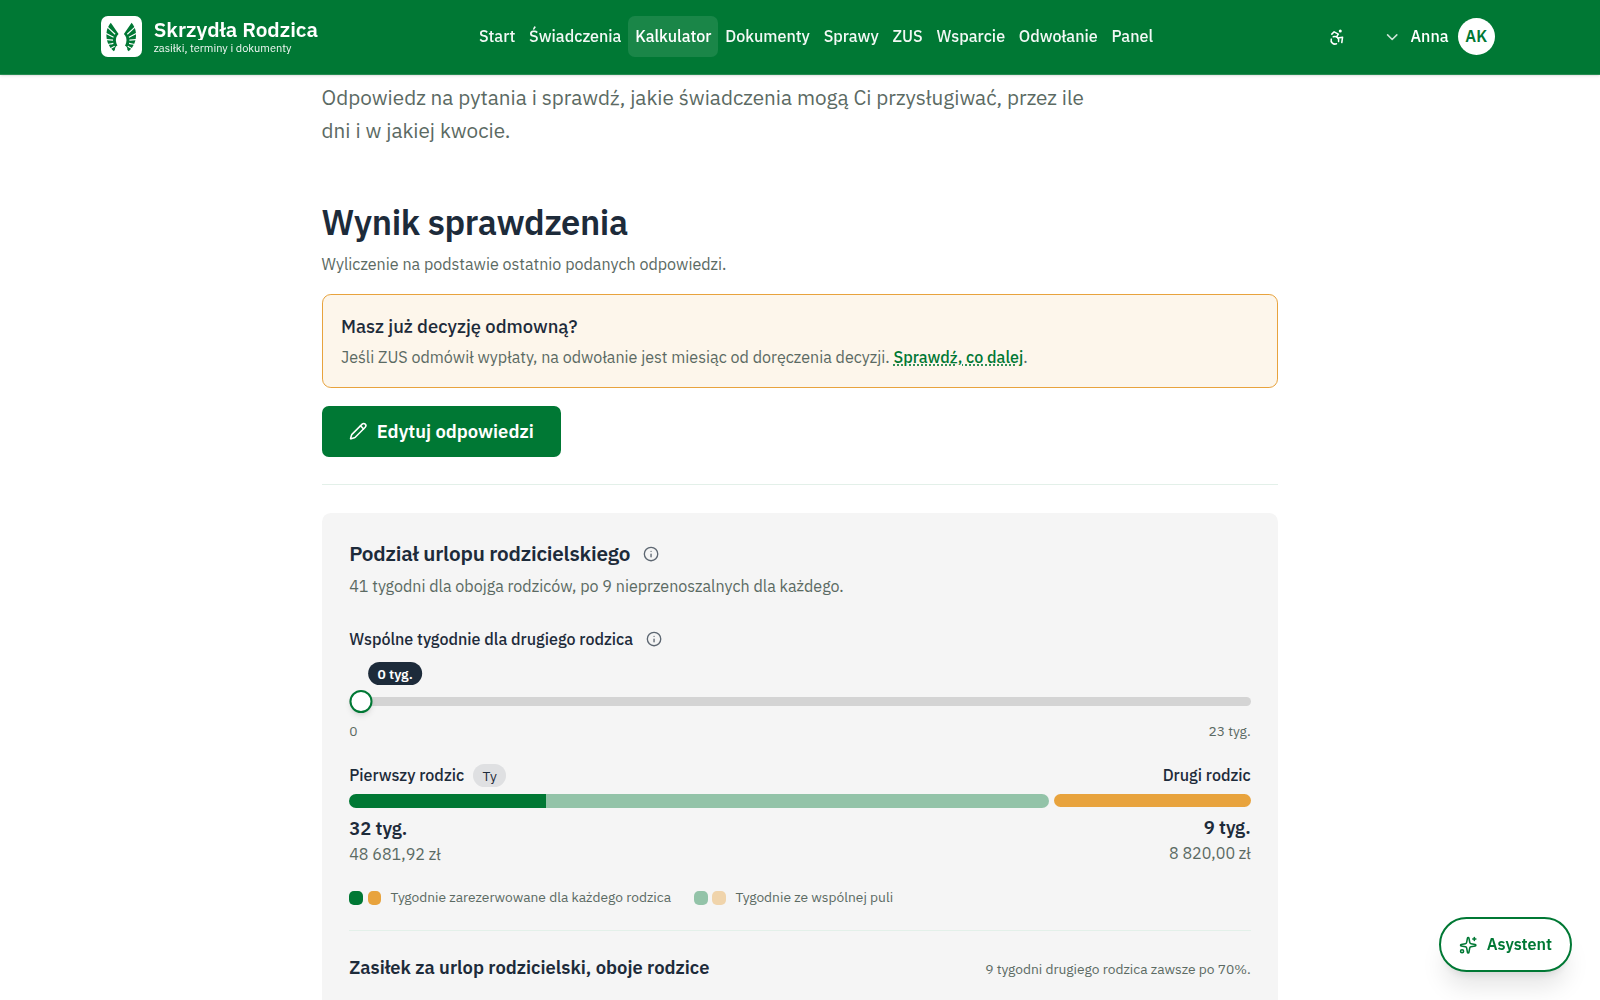 Skrzydła Rodzica
zasiłki, terminy i dokumenty
Start Świadczenia Kalkulator Dokumenty Sprawy ZUS Wsparcie Odwołanie Panel
Anna AK
Odpowiedz na pytania i sprawdź, jakie świadczenia mogą Ci przysługiwać, przez ile
dni i w jakiej kwocie.
Wynik sprawdzenia
Wyliczenie na podstawie ostatnio podanych odpowiedzi.
Masz już decyzję odmowną?
Jeśli ZUS odmówił wypłaty, na odwołanie jest miesiąc od doręczenia decyzji. Sprawdź, co dalej.
Edytuj odpowiedzi
Podział urlopu rodzicielskiego
41 tygodni dla obojga rodziców, po 9 nieprzenoszalnych dla każdego.
Wspólne tygodnie dla drugiego rodzica
0 tyg.
0 23 tyg.
Pierwszy rodzic Ty Drugi rodzic
32 tyg. 9 tyg.
48 681,92 zł 8 820,00 zł
Tygodnie zarezerwowane dla każdego rodzica Tygodnie ze wspólnej puli
Zasiłek za urlop rodzicielski, oboje rodzice 9 tygodni drugiego rodzica zawsze po 70%.
Asystent